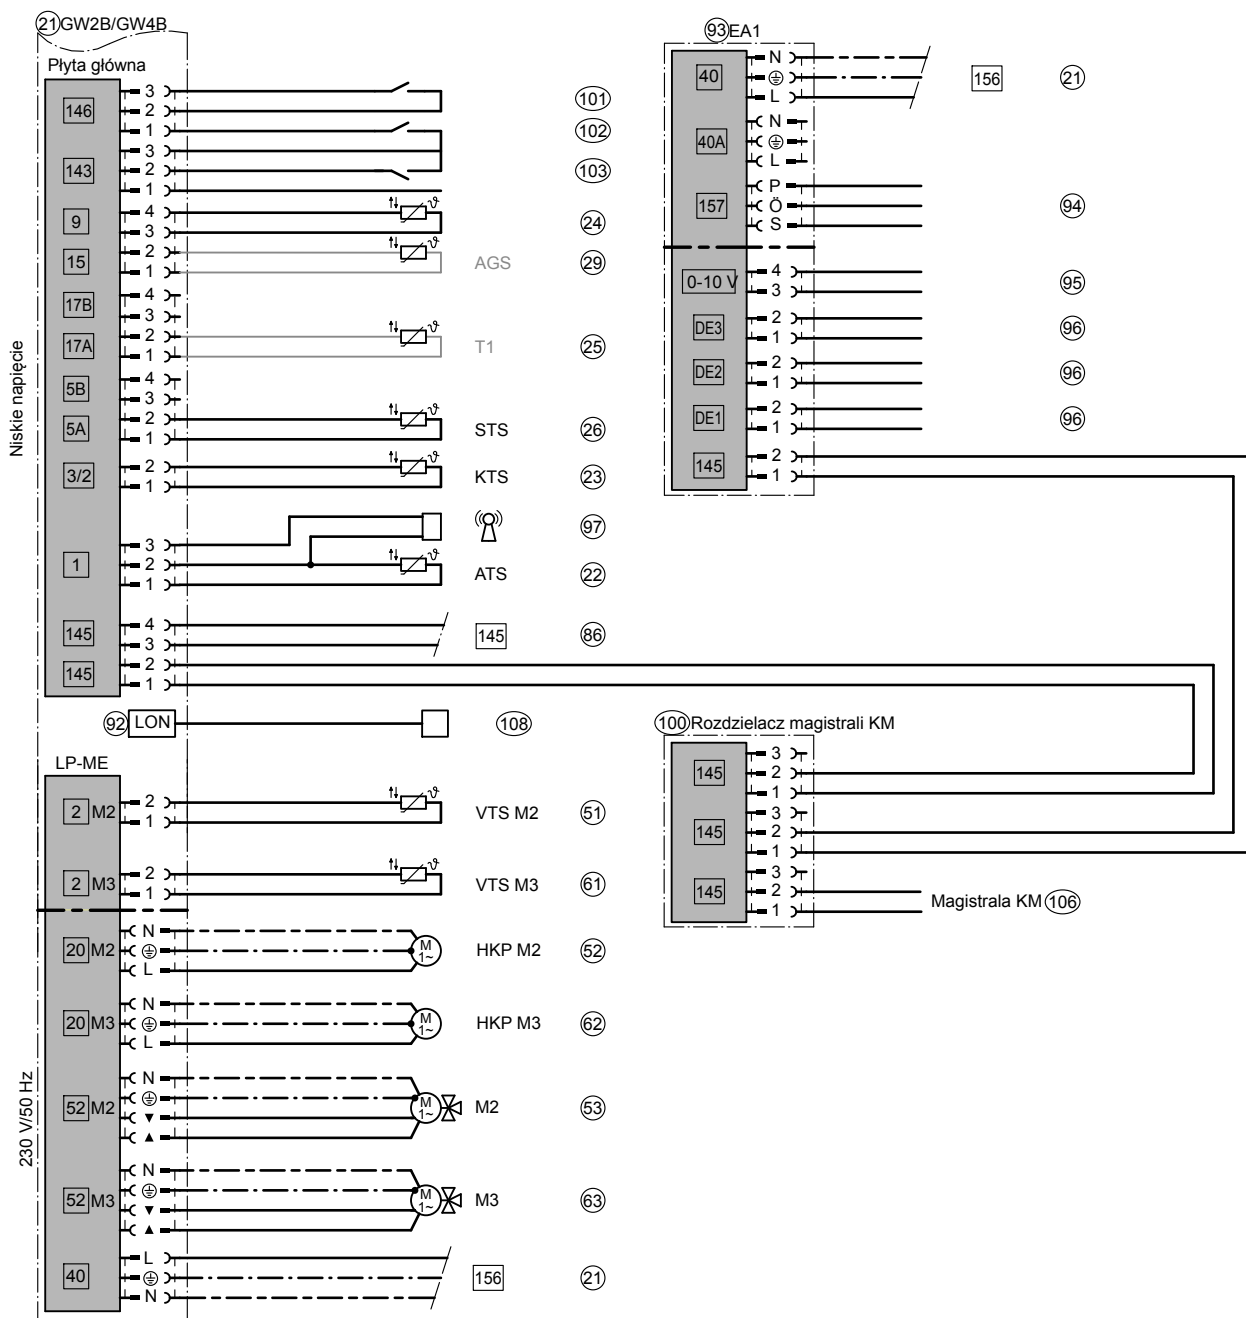 21 GW2B/GW4B
Płyta główna
Niskie napięcie
146
3
2
1
101
102
143
3
2
1
103
9
4
3
24
15
2
1
AGS
29
17B
4
3
17A
2
1
T1
25
5B
4
3
5A
2
1
STS
26
3/2
2
1
KTS
23
97
1
3
2
1
ATS
22
145
4
3
145
86
145
2
1
92 LON
108
LP-ME
2 M2
2
1
VTS M2
51
2 M3
2
1
VTS M3
61
230 V/50 Hz
20 M2
N
L
M
1~
HKP M2
52
20 M3
N
L
M
1~
HKP M3
62
52 M2
N
▼
▲
M
1~
M2
53
52 M3
N
▼
▲
M
1~
M3
63
40
L
N
156
21
93 EA1
40
N
L
156
21
40A
N
L
157
P
Ö
S
94
0-10 V
4
3
95
DE3
2
1
96
DE2
2
1
96
DE1
2
1
96
145
2
1
100 Rozdzielacz magistrali KM
145
3
2
1
145
3
2
1
145
3
2
1
Magistrala KM 106